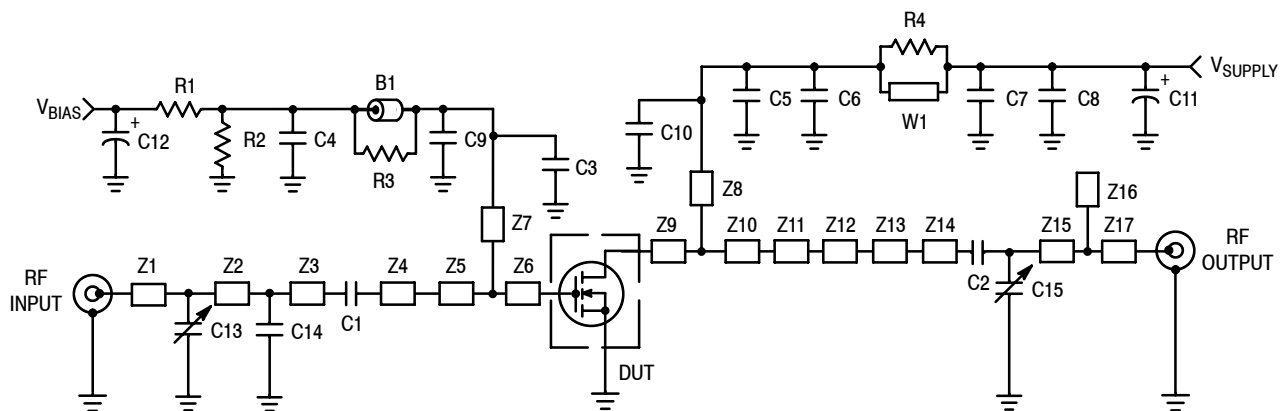 R4
V_SUPPLY
C5
C6
W1
C7
C8
+
C11
R1
B1
V_BIAS
+
C12
R2
C4
R3
C9
C3
C10
Z8
Z16
Z7
Z9
Z10
Z11
Z12
Z13
Z14
C2
C15
Z15
Z17
RF
OUTPUT
RF
INPUT
Z1
Z2
Z3
Z4
Z5
Z6
C13
C14
C1
DUT